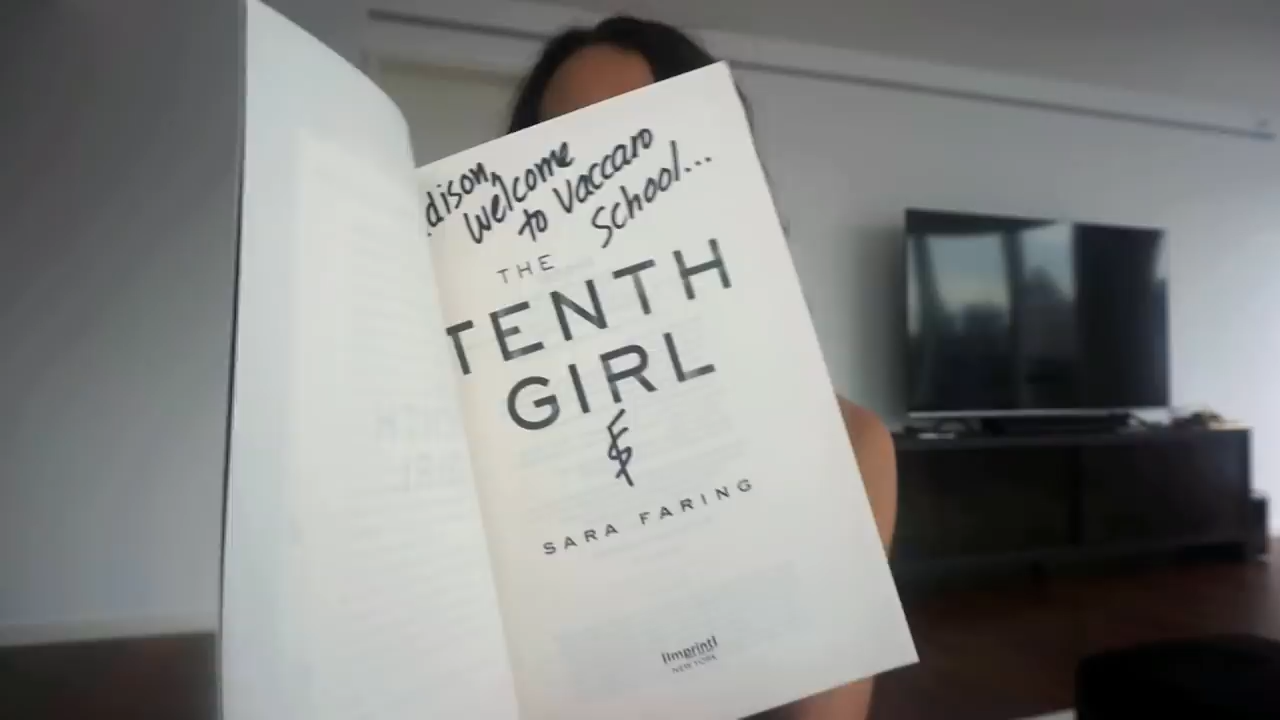 dison,
Welcome
to Vaccaro
School...
THE
TENTH
GIRL
SARA FARING
[Imprint]
NEW YORK